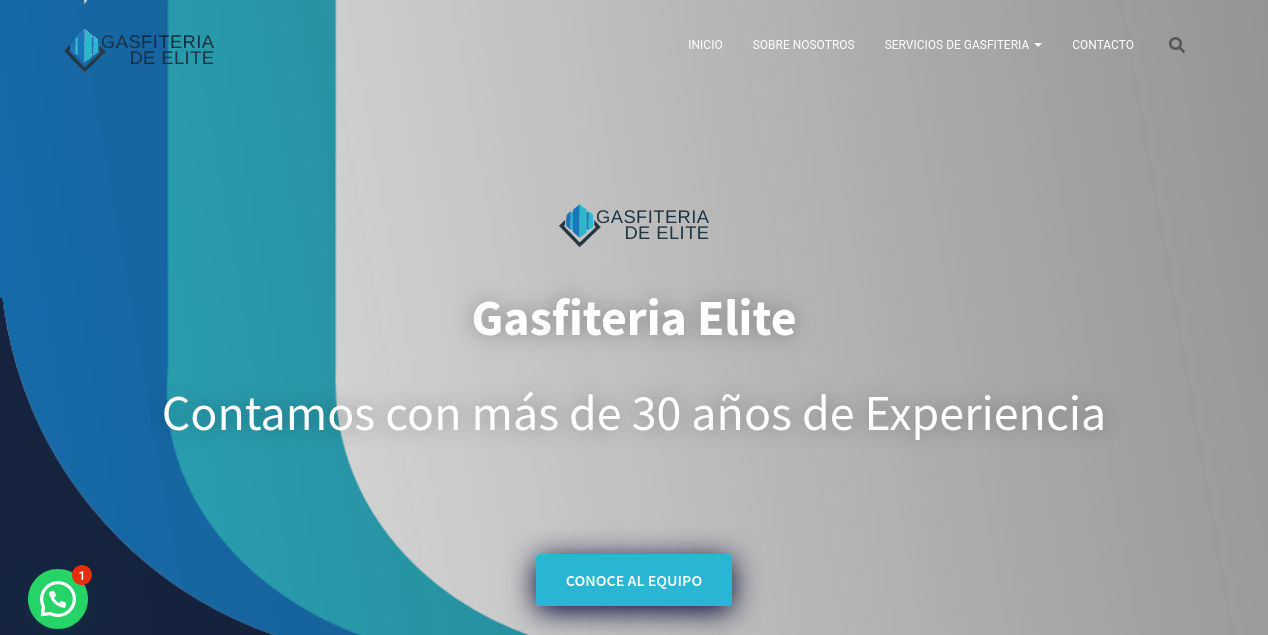 GASFITERIA
DE ELITE
INICIO
SOBRE NOSOTROS
SERVICIOS DE GASFITERIA
CONTACTO
GASFITERIA
DE ELITE
Gasfiteria Elite
Contamos con más de 30 años de Experiencia
CONOCE AL EQUIPO
1